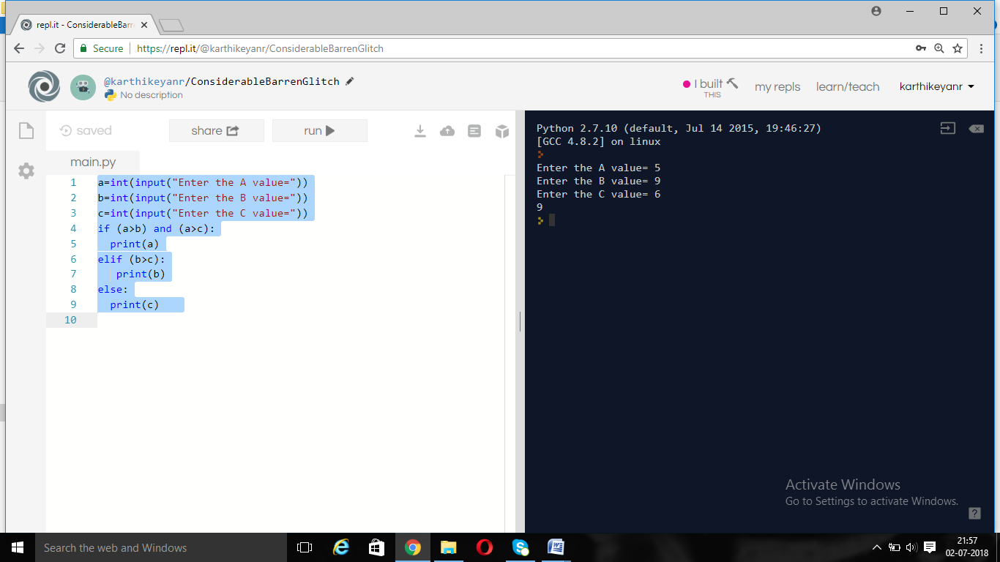 repl.it - ConsiderableBarr
Secure https://repl.it/@karthikeyanr/ConsiderableBarrenGlitch
@karthikeyanr/ConsiderableBarrenGlitch
No description
I built
THIS
my repls learn/teach karthikeyanr
saved share run
main.py
1 a=int(input("Enter the A value="))
2 b=int(input("Enter the B value="))
3 c=int(input("Enter the C value="))
4 if (a>b) and (a>c):
5   print(a)
6 elif (b>c):
7    print(b)
8 else:
9   print(c)
10
Python 2.7.10 (default, Jul 14 2015, 19:46:27)
[GCC 4.8.2] on linux
Enter the A value= 5
Enter the B value= 9
Enter the C value= 6
9
Activate Windows
Go to Settings to activate Windows.
?
Search the web and Windows
21:57
02-07-2018